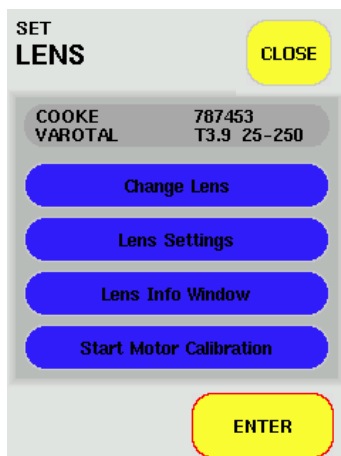 SET
LENS
CLOSE
COOKE 787453
VAROTAL T3.9 25-250
Change Lens
Lens Settings
Lens Info Window
Start Motor Calibration
ENTER